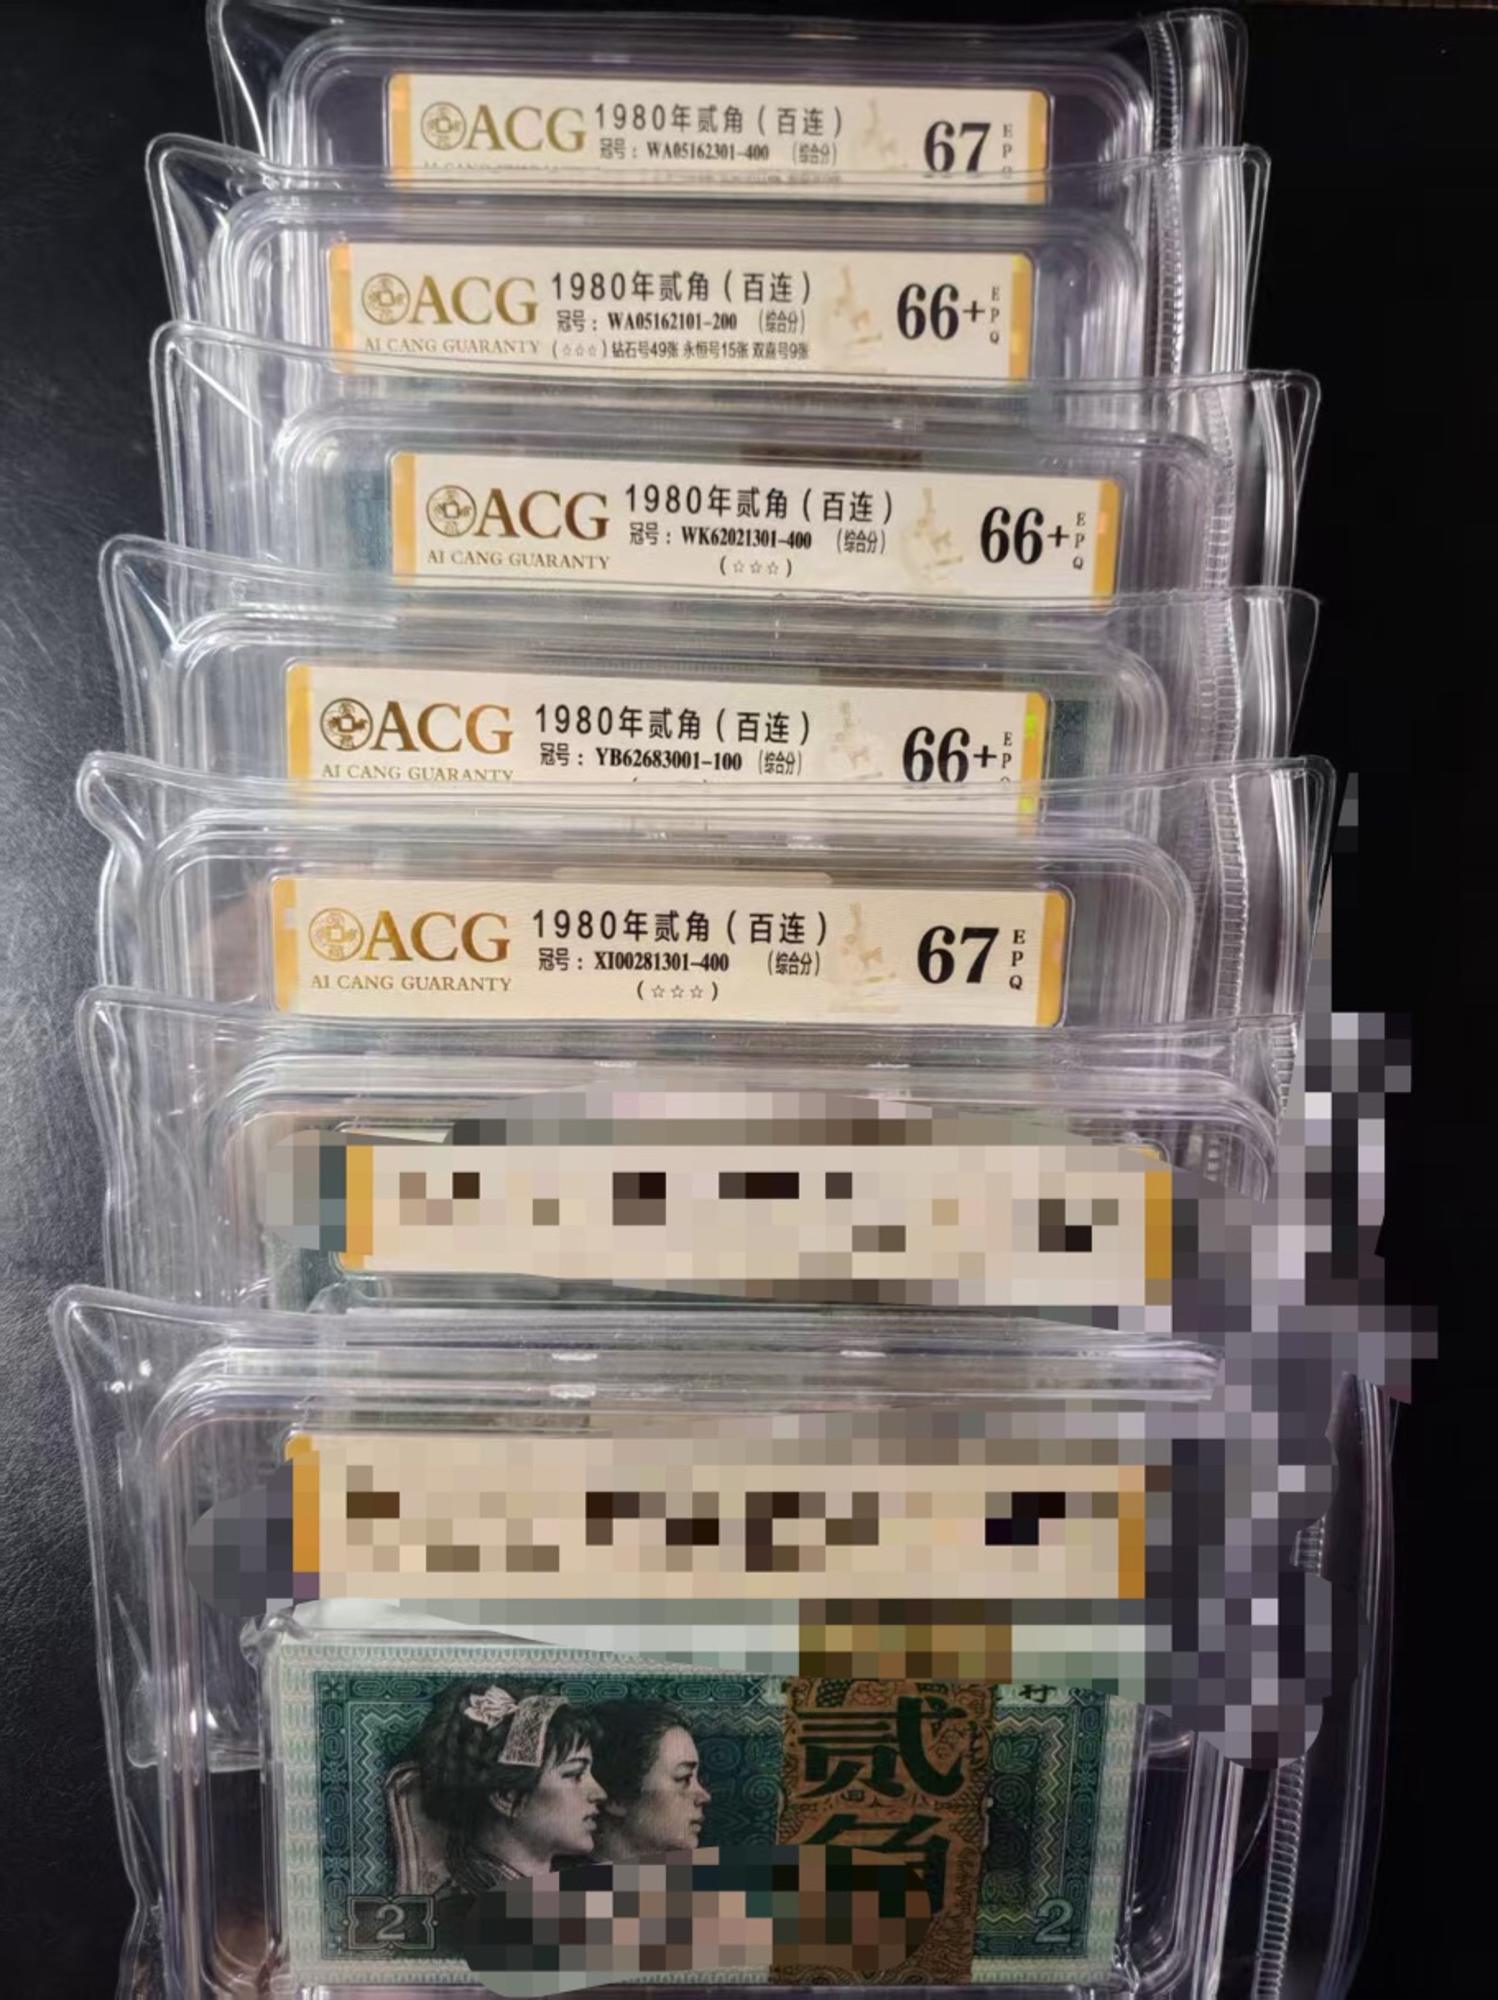 ACG 1980年贰角（百连） 67 EPQ
冠号：WA05162301-400 （综合分）
ACG 1980年贰角（百连） 66+ EPQ
冠号：WA05162101-200 （综合分）
AI CANG GUARANTY （☆☆☆）钻石号49张 永恒号15张 双喜号9张
ACG 1980年贰角（百连） 66+ EPQ
冠号：WK62021301-400 （综合分）
AI CANG GUARANTY （☆☆☆）
ACG 1980年贰角（百连） 66+ EP
冠号：YB62683001-100 （综合分）
AI CANG GUARANTY
ACG 1980年贰角（百连） 67 EPQ
冠号：XI00281301-400 （综合分）
AI CANG GUARANTY （☆☆☆）
贰角
2 2